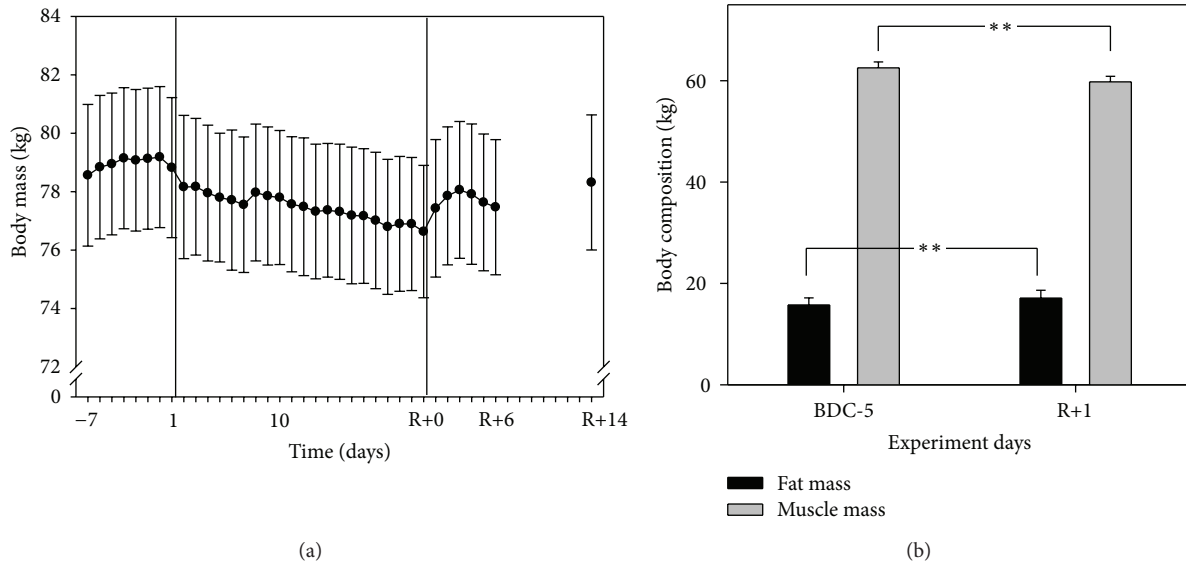 84
82
80
78
76
74
72
0
Body mass (kg)
−7 1 10 R+0 R+6 R+14
Time (days)
(a)
60
40
20
0
Body composition (kg)
**
**
BDC-5 R+1
Experiment days
Fat mass
Muscle mass
(b)